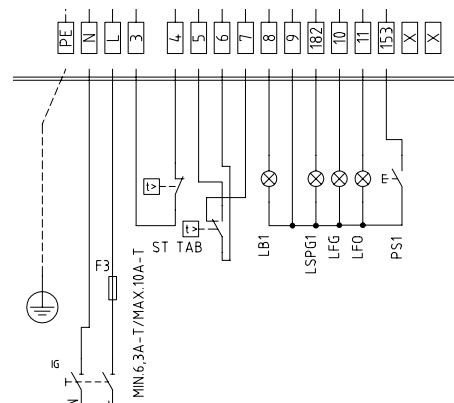 PE
N
L
3
4
5
6
7
8
9
182
10
11
153
X
X
t>
t>
E
ST TAB
LB1
LSPG1
LFG
LFO
PS1
F3
MIN.6,3A-T/MAX.10A-T
IG
N